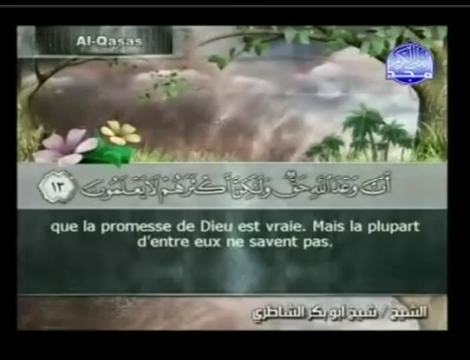 Al-Qasas
مجد
أَنَّ وَعْدَ اللَّهِ حَقٌّ وَلَٰكِنَّ أَكْثَرَهُمْ لَا يَعْلَمُونَ ١٣
que la promesse de Dieu est vraie. Mais la plupart
d'entre eux ne savent pas.
الشيخ / شيخ أبو بكر الشاطري